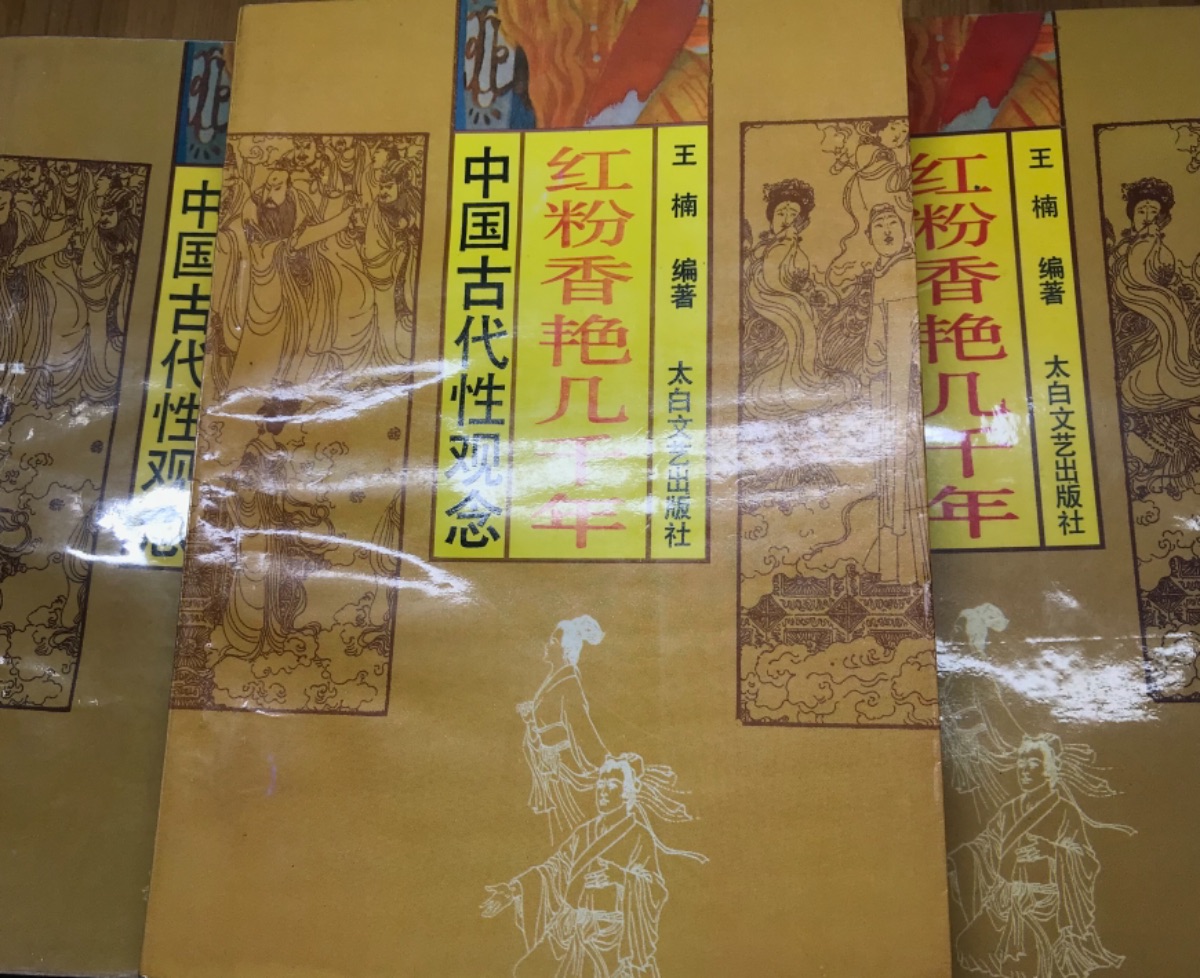 中国古代性观念
中国古代性观念
红粉香艳几千年
王楠 编著 太白文艺出版社
红粉香艳几千年
王楠 编著 太白文艺出版社